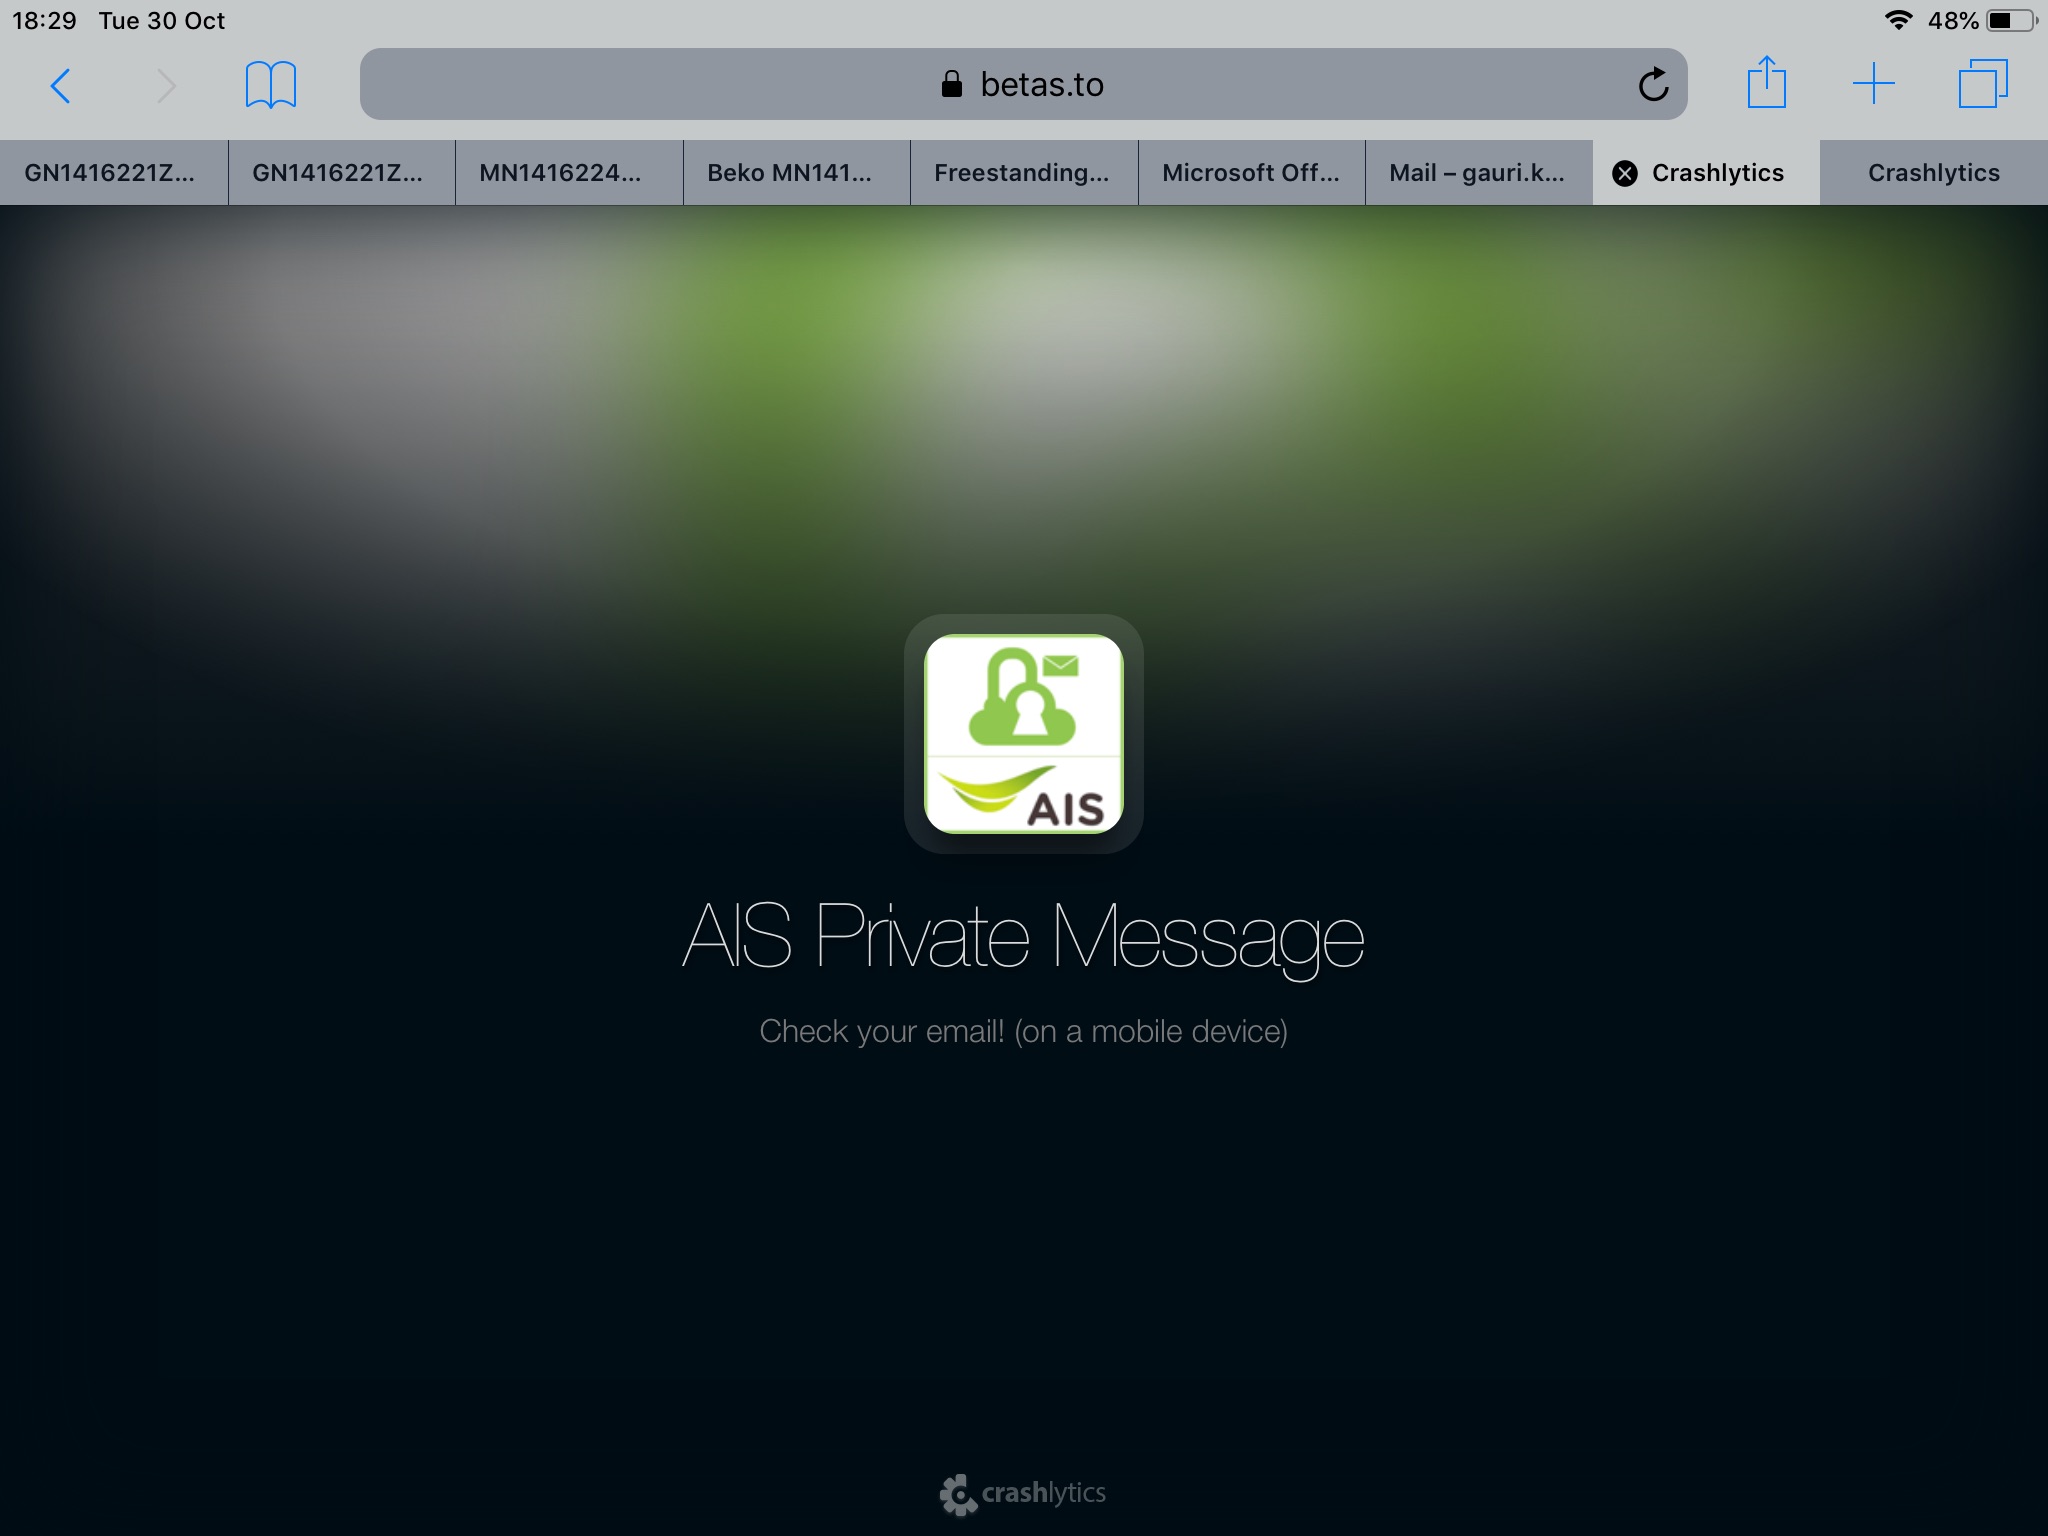 18:29 Tue 30 Oct
48%
betas.to
GN1416221Z...
GN1416221Z...
MN1416224...
Beko MN141...
Freestanding...
Microsoft Off...
Mail – gauri.k...
Crashlytics
Crashlytics
AIS
AIS Private Message
Check your email! (on a mobile device)
crashlytics